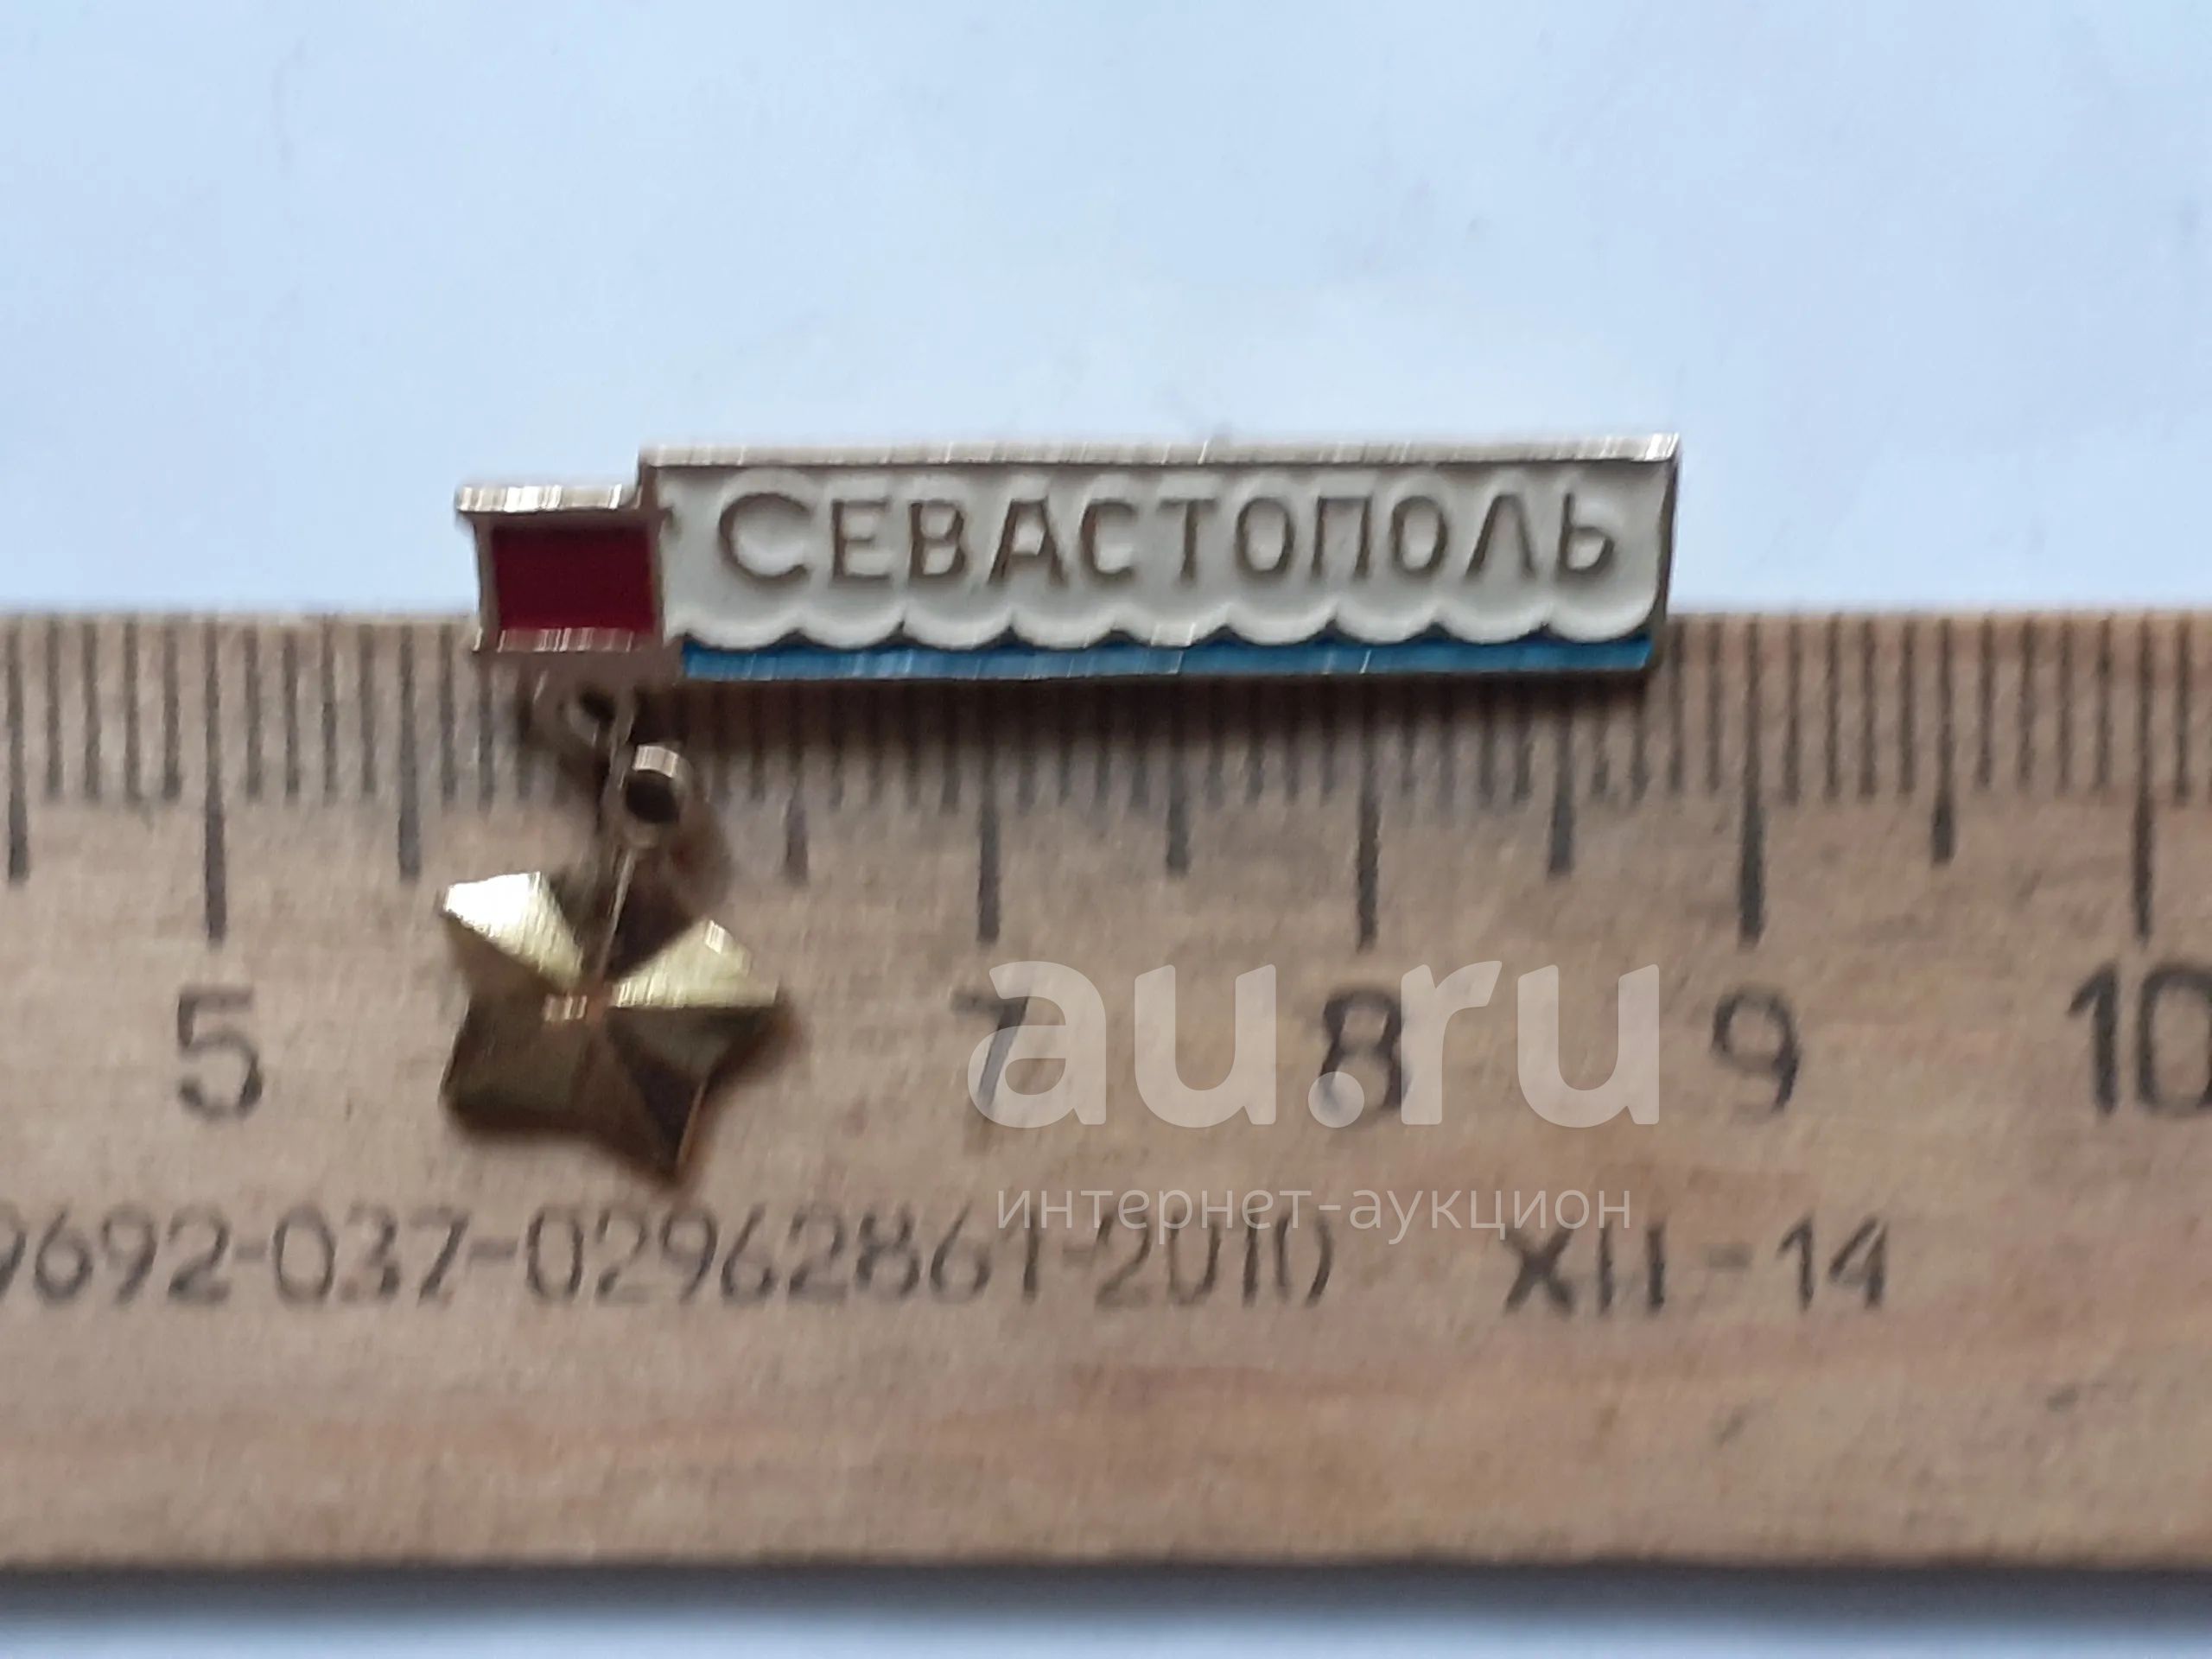 СЕВАСТОПОЛЬ
5 7 8 9 10
au.ru
интернет-аукцион
9692-037-02962861-2010 XII-14